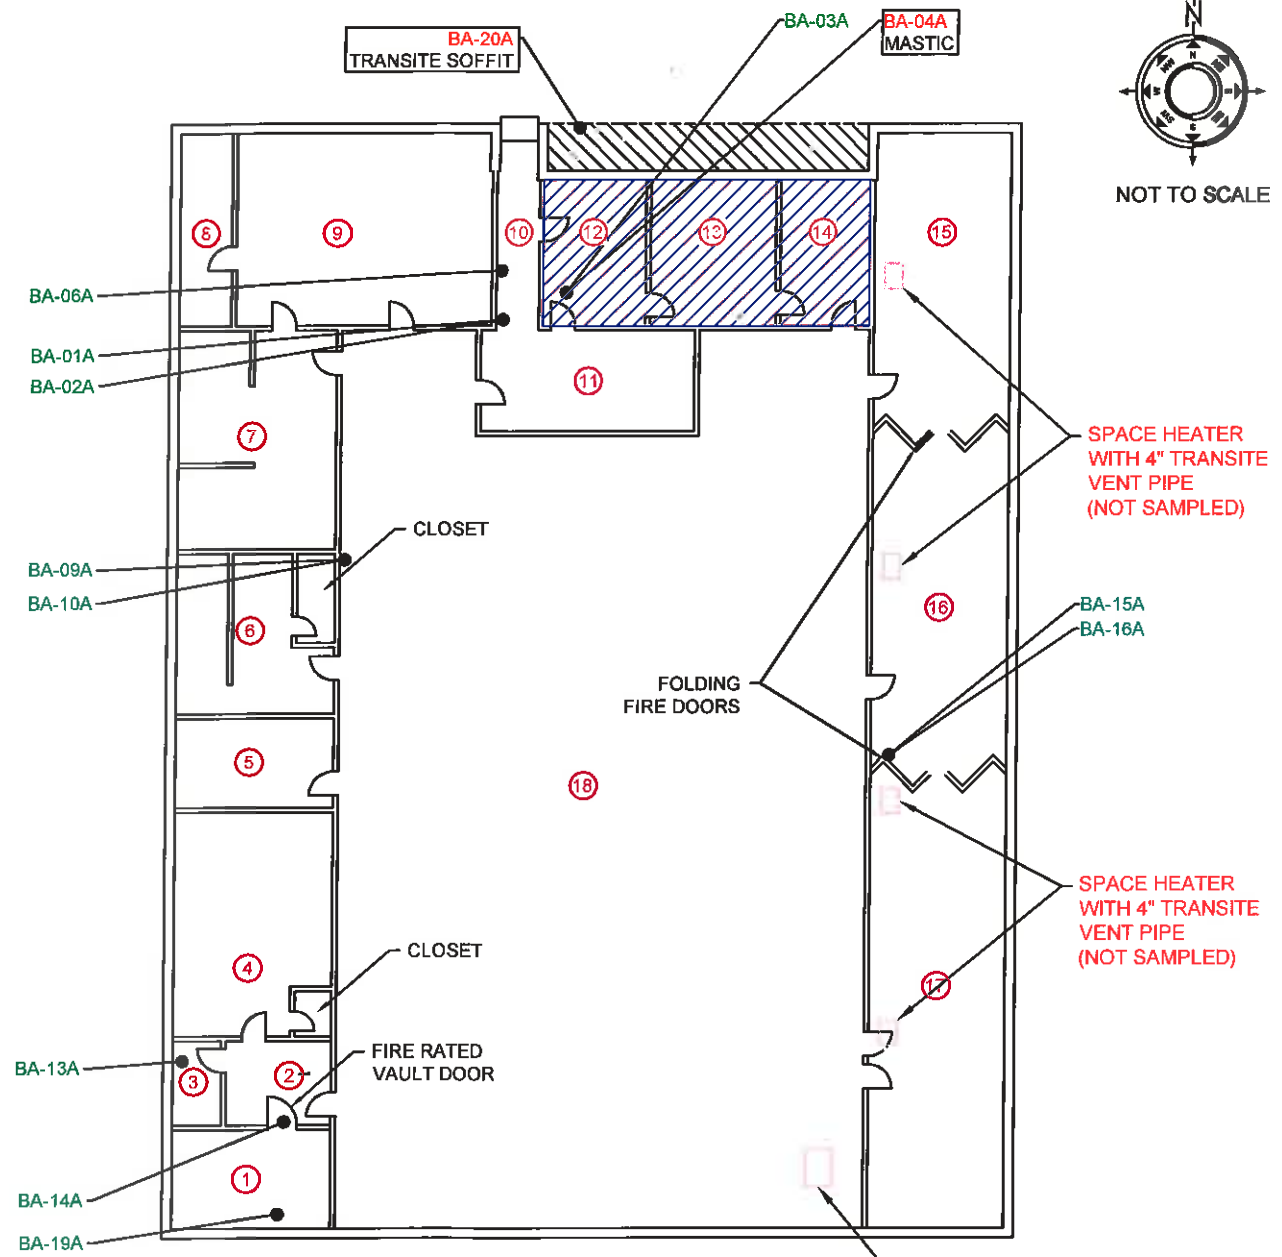 BA-03A
BA-04A
MASTIC
BA-20A
TRANSITE SOFFIT
N
N
S
W
NOT TO SCALE
8
9
10
12
13
14
15
BA-06A
BA-01A
BA-02A
11
7
SPACE HEATER
WITH 4" TRANSITE
VENT PIPE
(NOT SAMPLED)
CLOSET
BA-09A
BA-10A
6
16
BA-15A
BA-16A
FOLDING
FIRE DOORS
5
18
SPACE HEATER
WITH 4" TRANSITE
VENT PIPE
(NOT SAMPLED)
CLOSET
4
17
FIRE RATED
VAULT DOOR
BA-13A
3
2
1
BA-14A
BA-19A